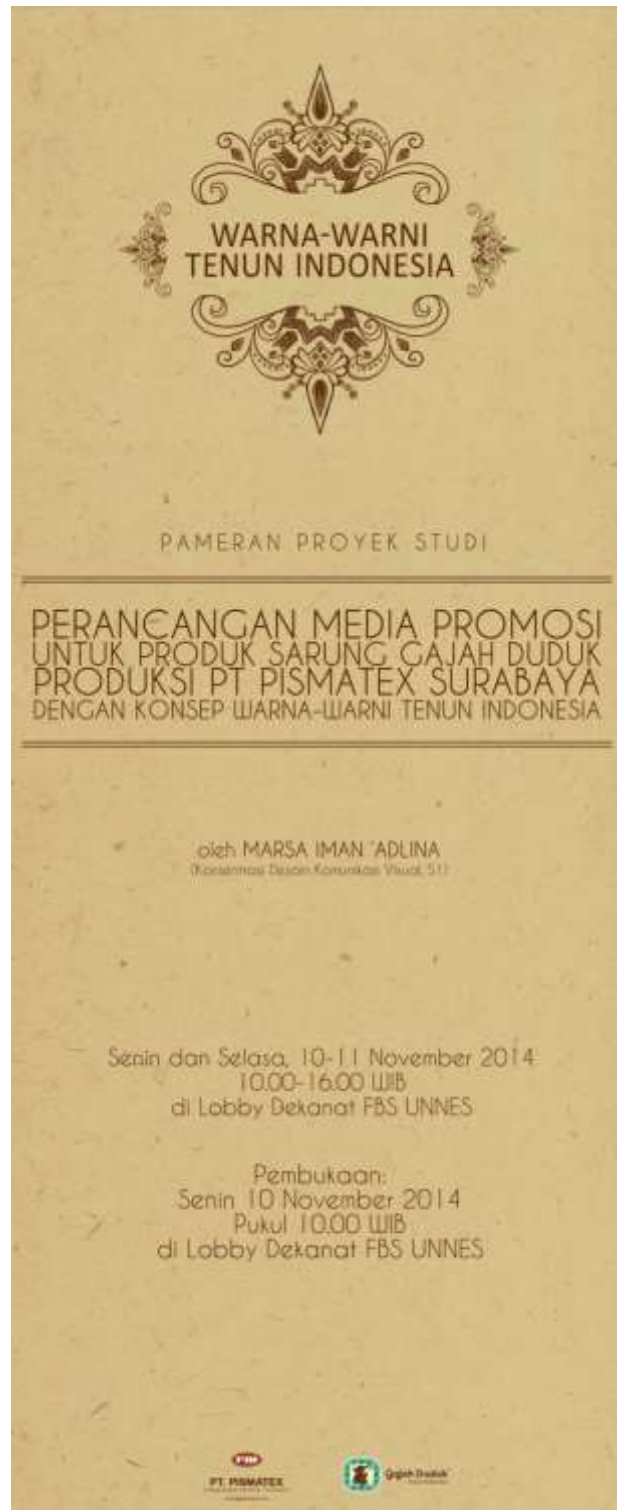 WARNA-WARNI
TENUN INDONESIA
PAMERAN PROYEK STUDI
PERANCANGAN MEDIA PROMOSI
UNTUK PRODUK SARUNG GAJAH DUDUK
PRODUKSI PT PISMATEX SURABAYA
DENGAN KONSEP WARNA-WARNI TENUN INDONESIA
oleh MARSA IMAN 'ADLINA
(Konsentrasi Desain Komunikasi Visual, S1)
Senin dan Selasa, 10-11 November 2014
10.00-16.00 WIB
di Lobby Dekanat FBS UNNES
Pembukaan:
Senin 10 November 2014
Pukul 10.00 WIB
di Lobby Dekanat FBS UNNES
PT. PISMATEX
Gajah Duduk